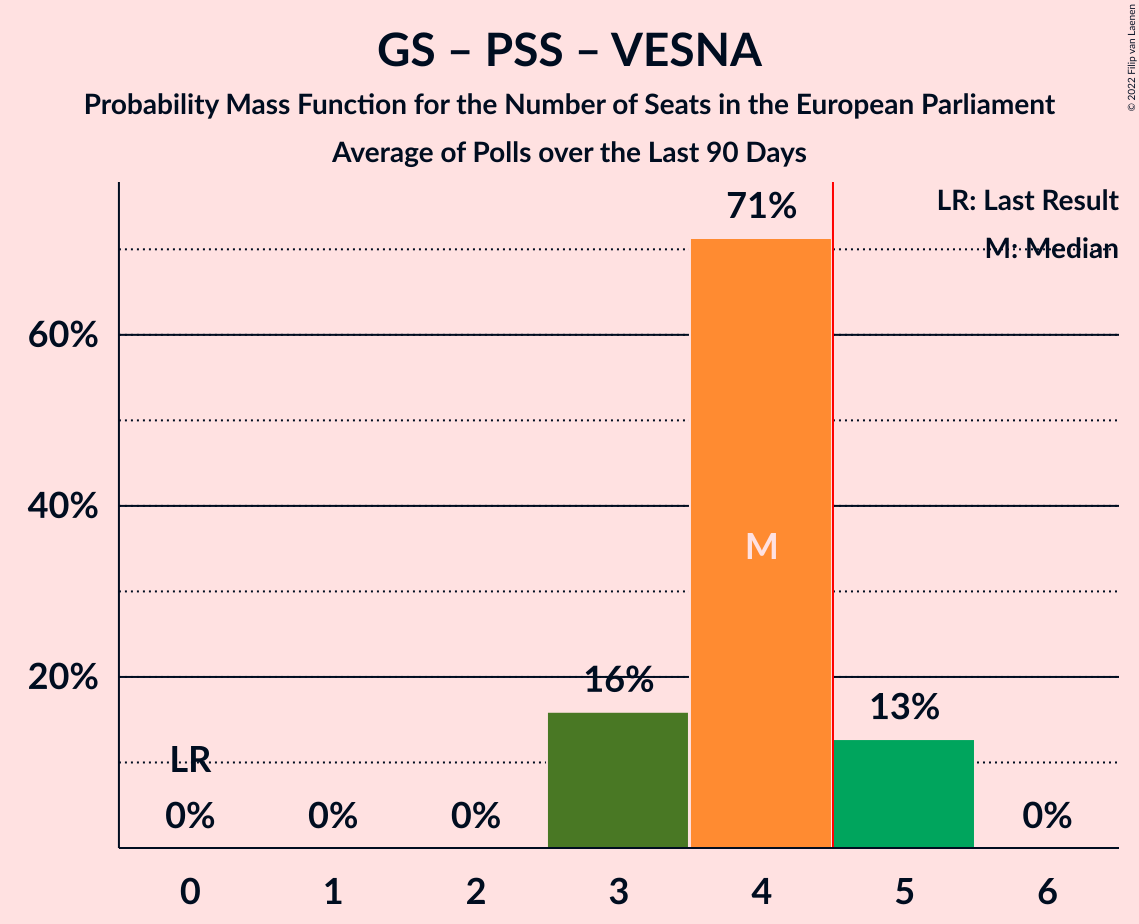 GS – PSS – VESNA
Probability Mass Function for the Number of Seats in the European Parliament
Average of Polls over the Last 90 Days
© 2022 Filip van Laenen
LR: Last Result
M: Median
71%
60%
40%
M
20%
16%
13%
LR
0% 0% 0% 0%
0 1 2 3 4 5 6